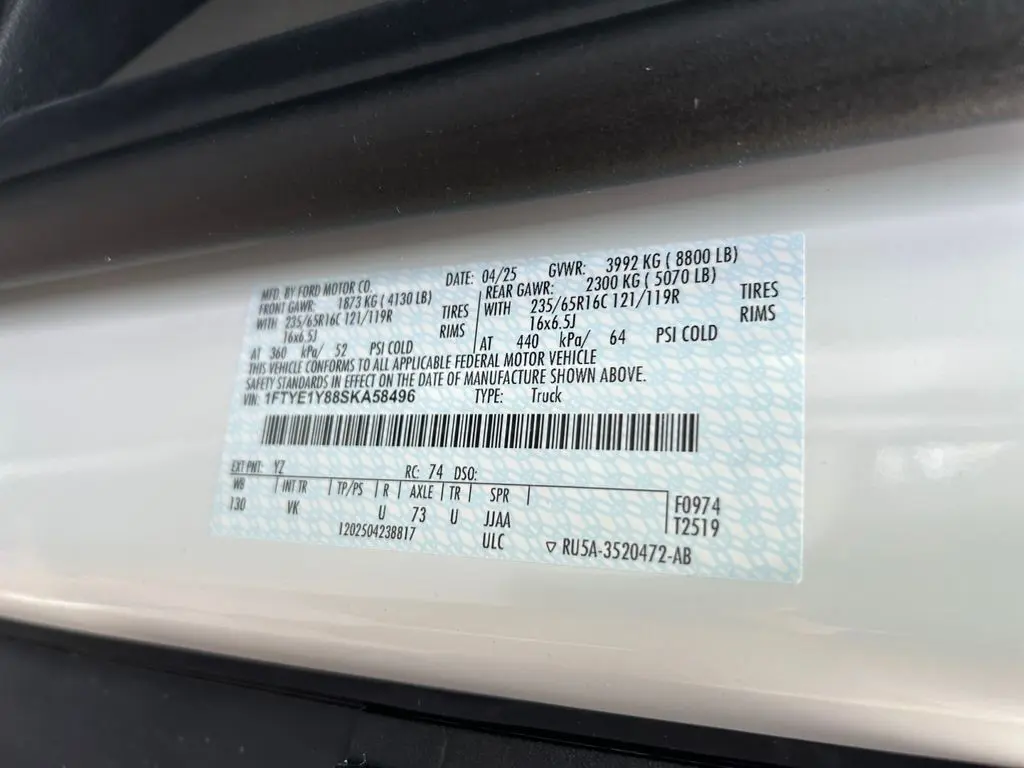 MFD. BY FORD MOTOR CO. DATE: 04/25 GVWR: 3992 KG ( 8800 LB)
FRONT GAWR: 1873 KG ( 4130 LB) REAR GAWR: 2300 KG ( 5070 LB)
WITH 235/65R16C 121/119R TIRES WITH 235/65R16C 121/119R TIRES
16x6.5J RIMS 16x6.5J RIMS
AT 360 kPa/ 52 PSI COLD AT 440 kPa/ 64 PSI COLD
THIS VEHICLE CONFORMS TO ALL APPLICABLE FEDERAL MOTOR VEHICLE
SAFETY STANDARDS IN EFFECT ON THE DATE OF MANUFACTURE SHOWN ABOVE.
VIN: 1FTYE1Y88SKA58496 TYPE: Truck
EXT PNT: YZ RC: 74 DSO:
WB INT TR TP/PS R AXLE TR SPR
130 VK U 73 U JJAA F0974
1202504238817 ULC T2519
▽ RU5A-3520472-AB